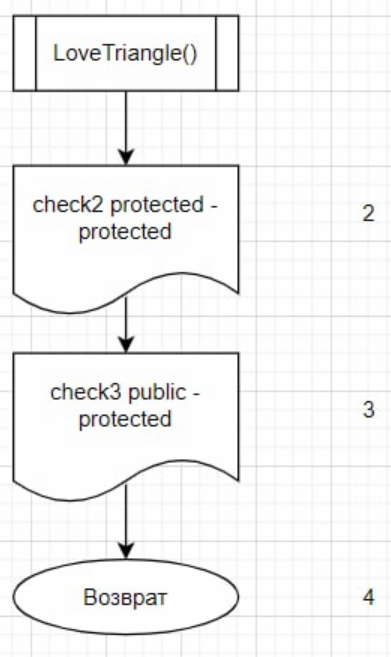 LoveTriangle()
check2 protected -
protected
2
check3 public -
protected
3
Возврат
4